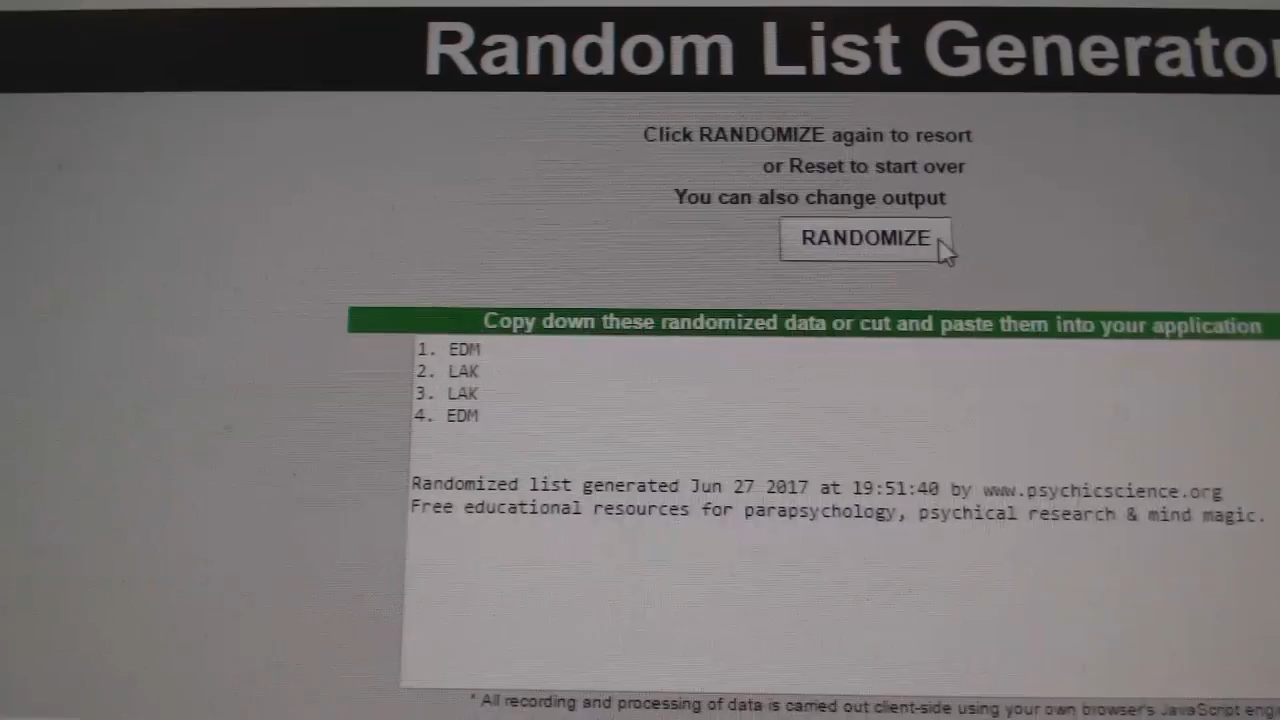 Random List Generator
Click RANDOMIZE again to resort
or Reset to start over
You can also change output
RANDOMIZE
Copy down these randomized data or cut and paste them into your application
1. EDM
2. LAK
3. LAK
4. EDM
Randomized list generated Jun 27 2017 at 19:51:40 by www.psychicscience.org
Free educational resources for parapsychology, psychical research & mind magic.
* All recording and processing of data is carried out client-side using your own browser's JavaScript eng